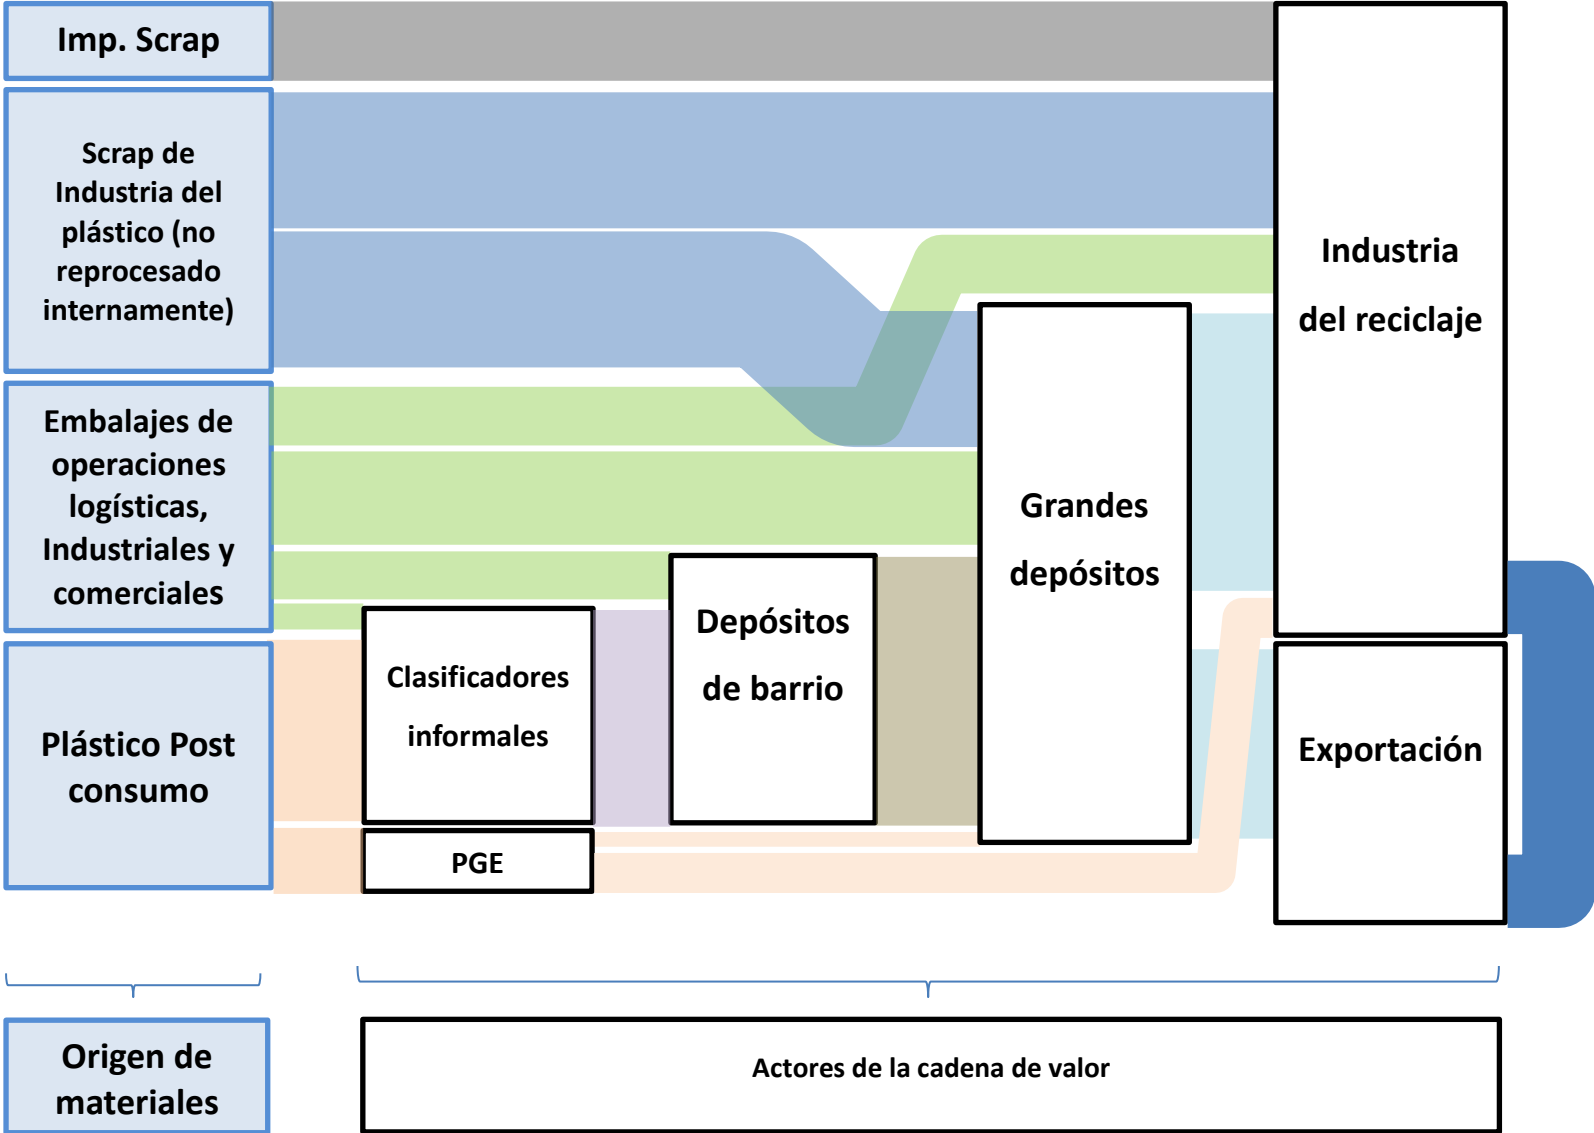 Imp. Scrap
Scrap de
Industria del
plástico (no
reprocesado
internamente)
Embalajes de
operaciones
logísticas,
Industriales y
comerciales
Plástico Post
consumo
Clasificadores
informales
PGE
Depósitos
de barrio
Grandes
depósitos
Industria
del reciclaje
Exportación
Origen de
materiales
Actores de la cadena de valor